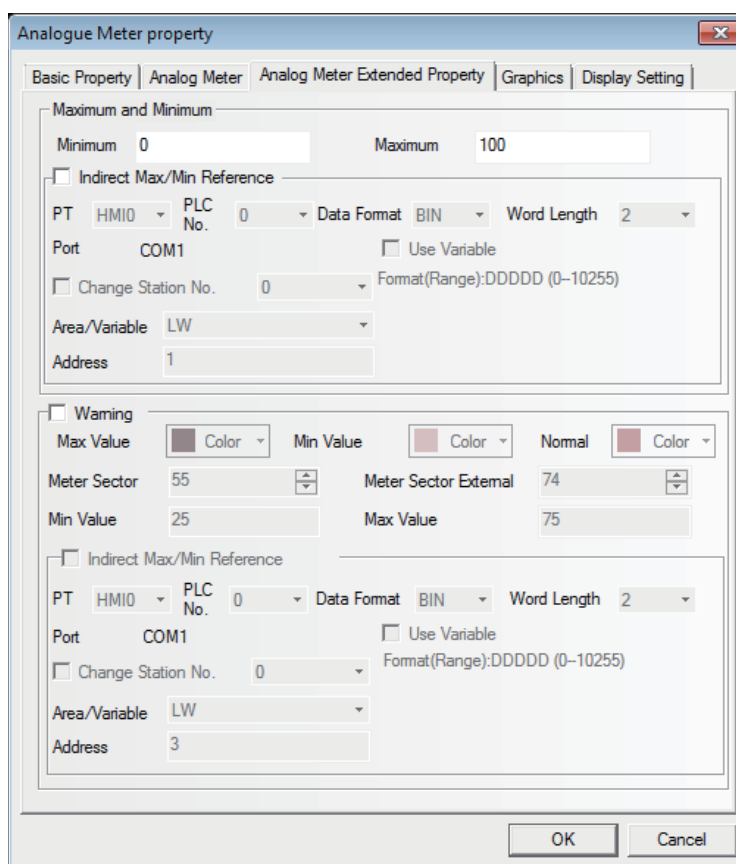 Analogue Meter property
Basic Property Analog Meter Analog Meter Extended Property Graphics Display Setting
Maximum and Minimum
Minimum 0 Maximum 100
Indirect Max/Min Reference
PT HMI0 PLC No. 0 Data Format BIN Word Length 2
Port COM1 Use Variable
Change Station No. 0 Format(Range):DDDDD (0--10255)
Area/Variable LW
Address 1
Warning
Max Value Color Min Value Color Normal Color
Meter Sector 55 Meter Sector External 74
Min Value 25 Max Value 75
Indirect Max/Min Reference
PT HMI0 PLC No. 0 Data Format BIN Word Length 2
Port COM1 Use Variable
Change Station No. 0 Format(Range):DDDDD (0--10255)
Area/Variable LW
Address 3
OK Cancel